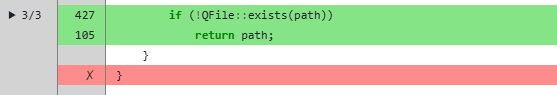 ▶ 3/3 427 if (!QFile::exists(path))
105 return path;
}
X }